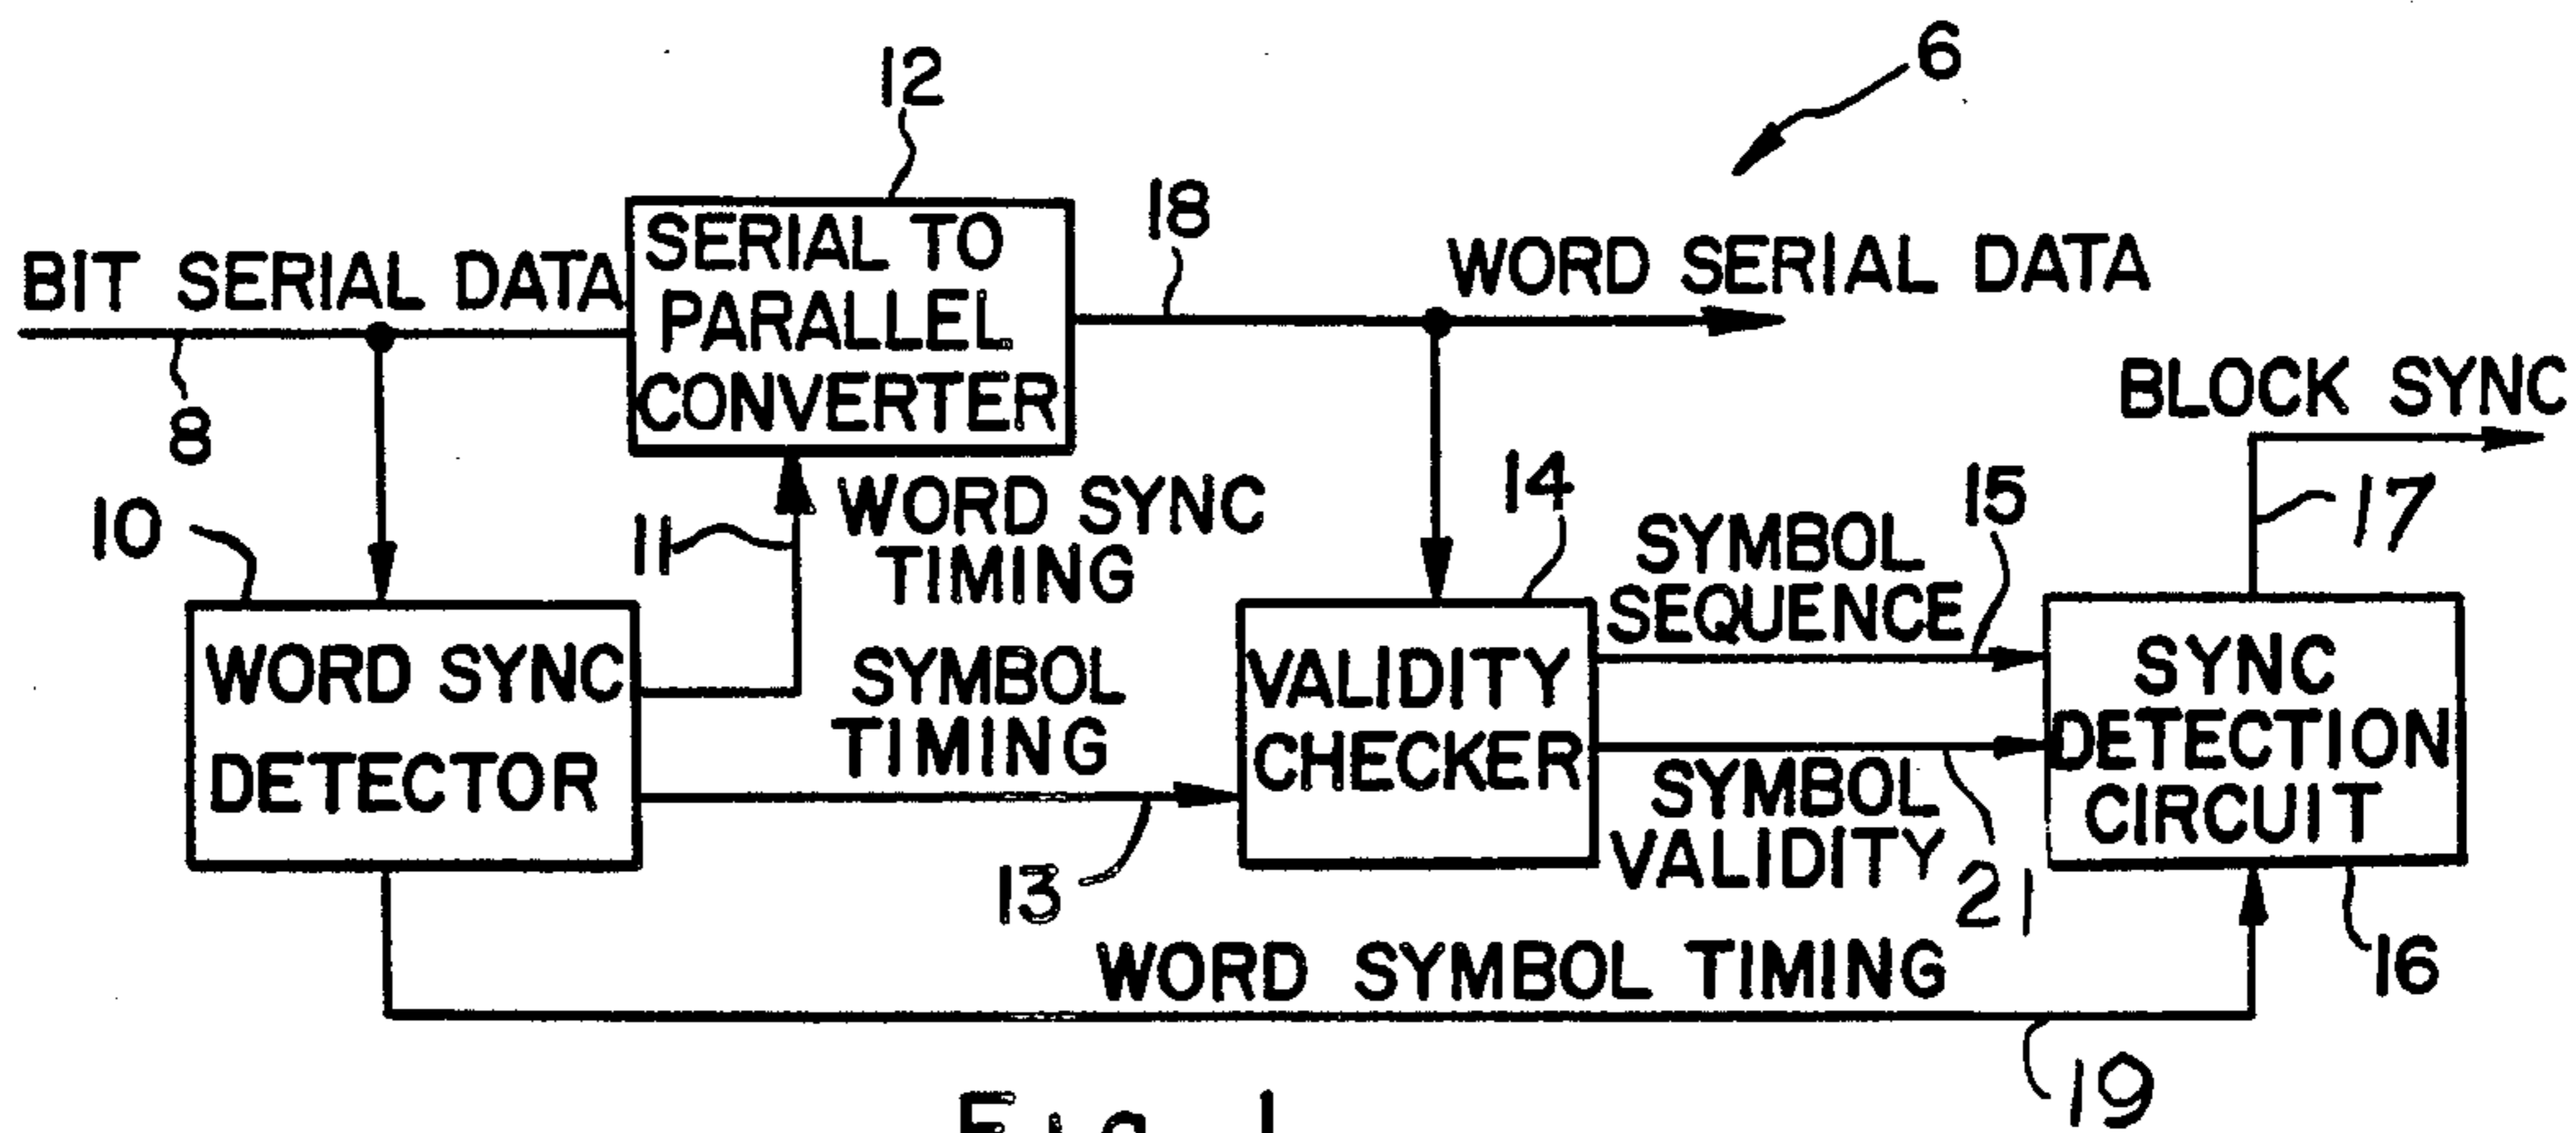 6
12
18
BIT SERIAL DATA
SERIAL TO
PARALLEL
CONVERTER
WORD SERIAL DATA
8
BLOCK SYNC
10
11
WORD SYNC
TIMING
14
15
17
SYMBOL
SEQUENCE
WORD SYNC
DETECTOR
SYMBOL
TIMING
VALIDITY
CHECKER
SYNC
DETECTION
CIRCUIT
SYMBOL
VALIDITY
13
21
16
WORD SYMBOL TIMING
19
FIG. 1